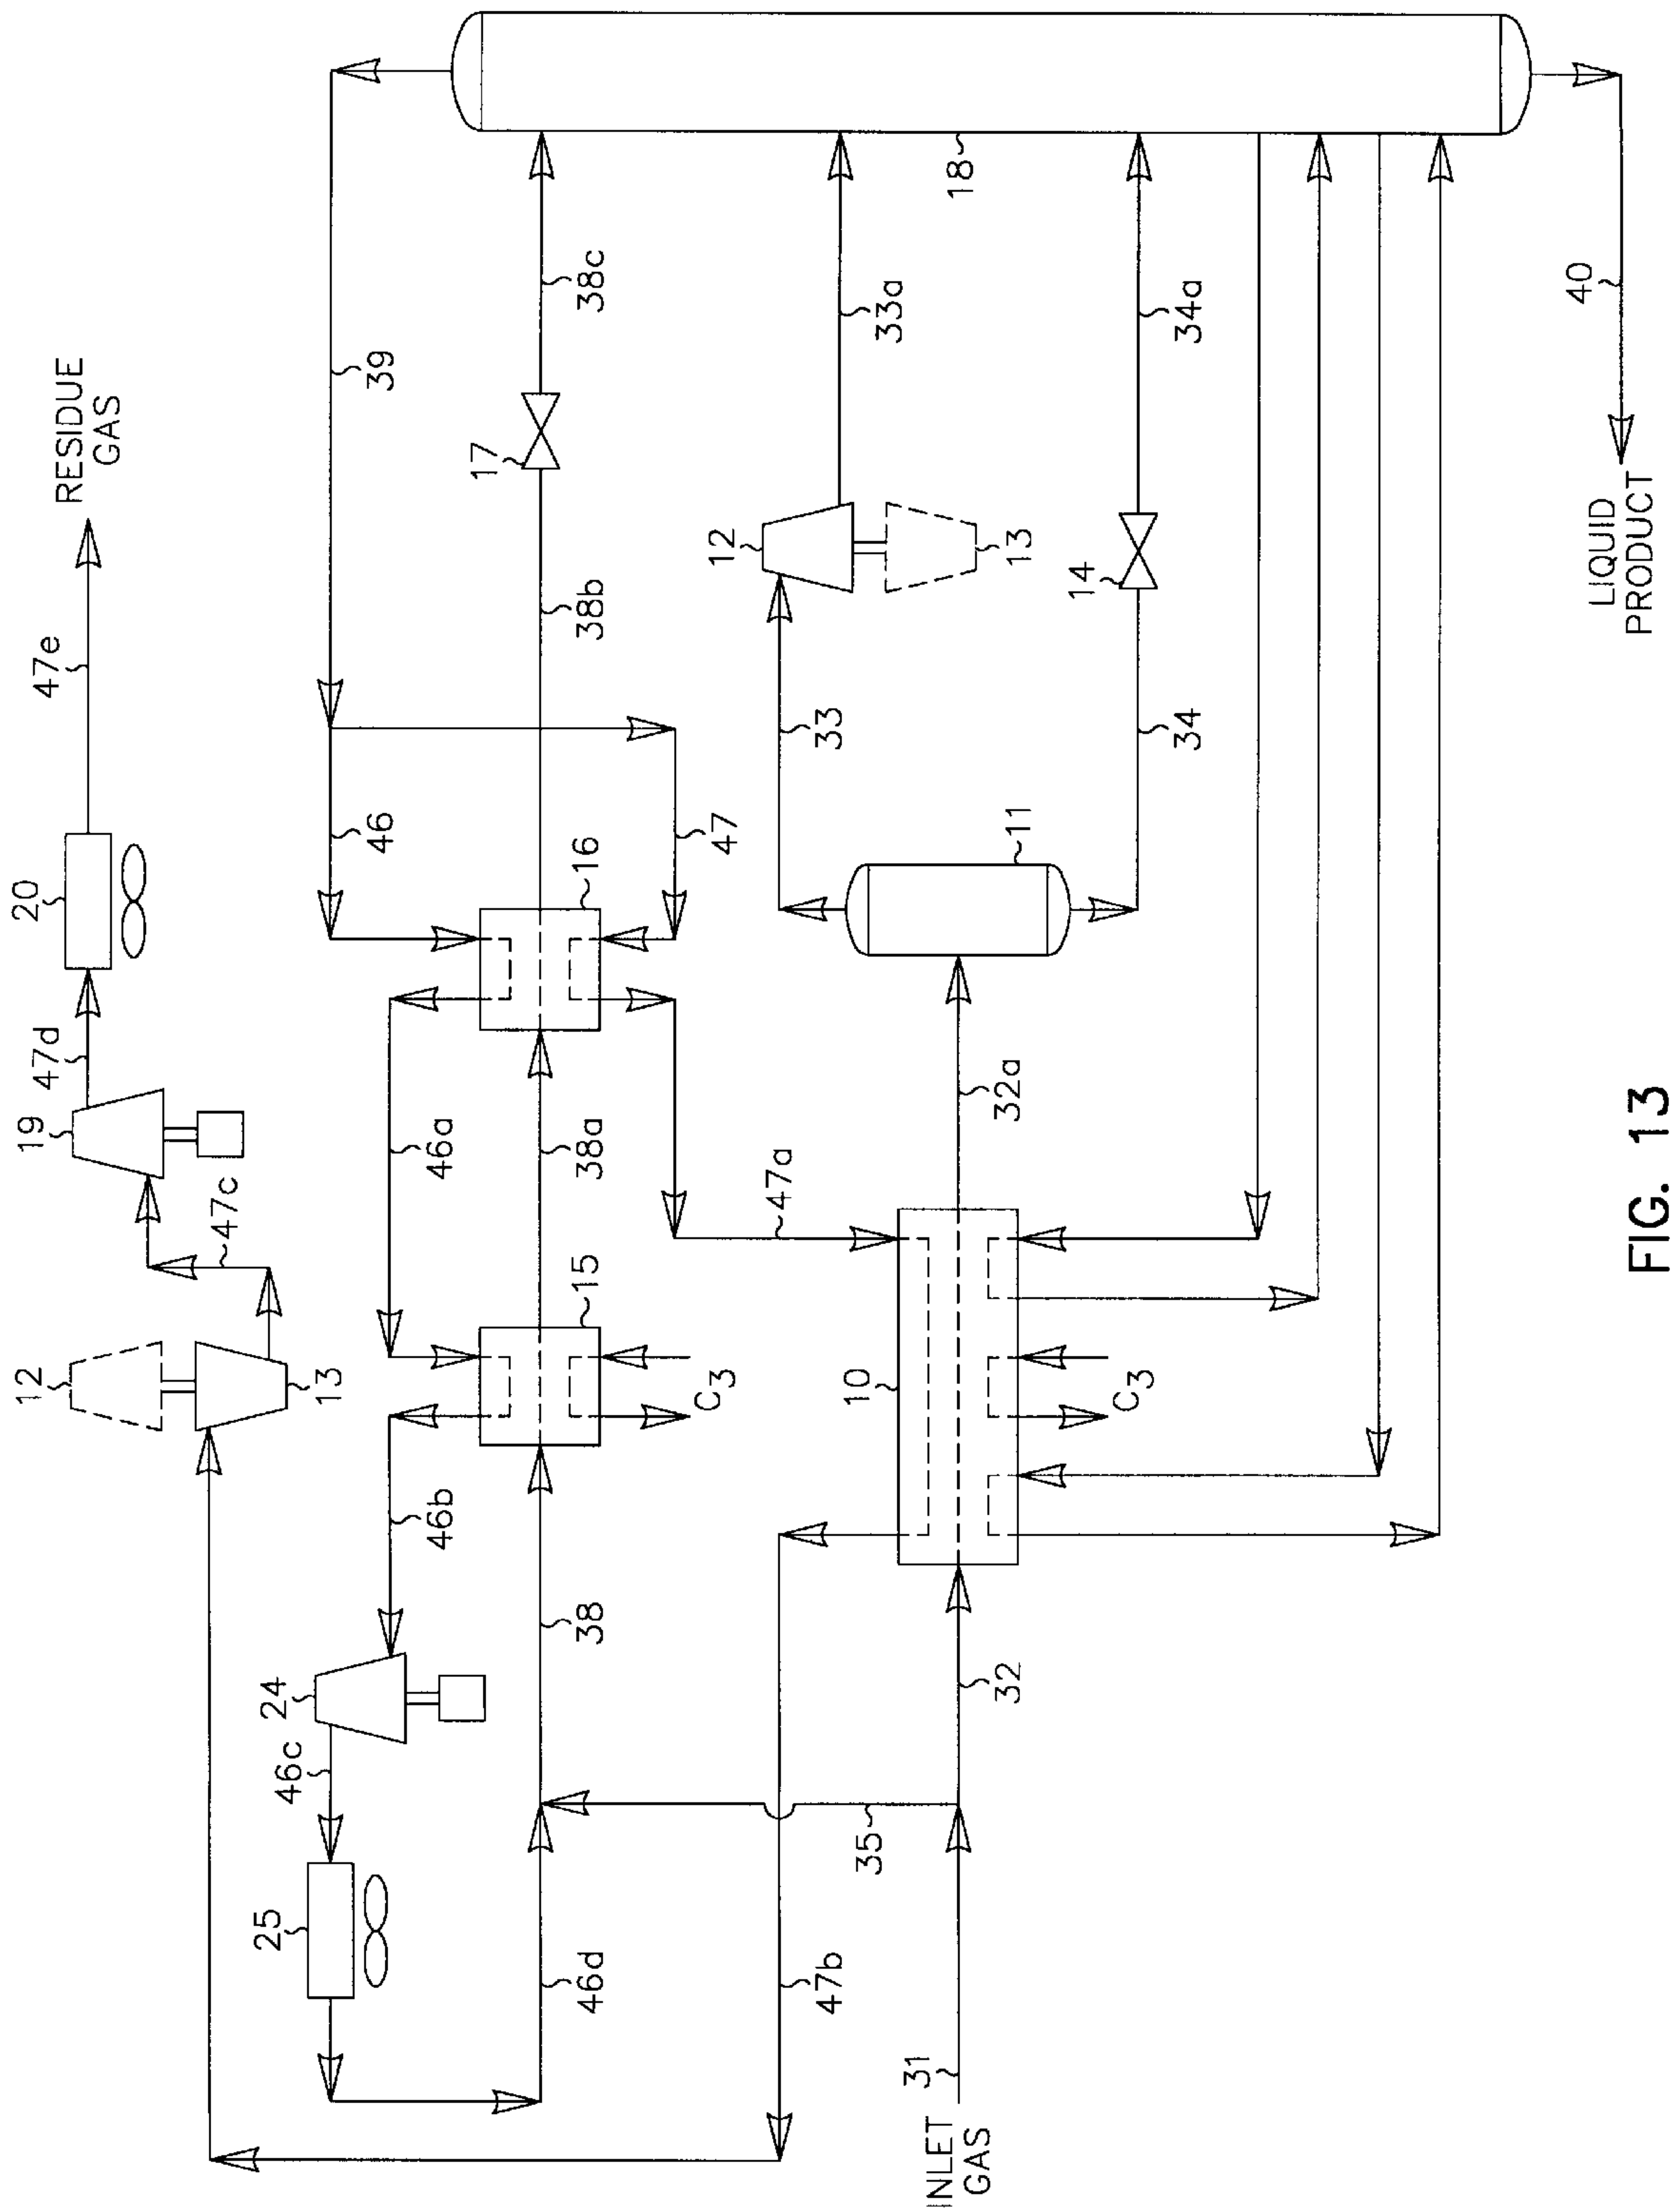 12
19
20
47d
47e
RESIDUE
GAS
47c
25
24
46c
13
46
39
46b
46a
17
46d
38
15
38a
16
38b
38c
C3
47
12
47a
47b
33
10
35
33a
31
INLET
GAS
18
32
32a
11
13
14
C3
34
34a
40
LIQUID
PRODUCT
FIG. 13